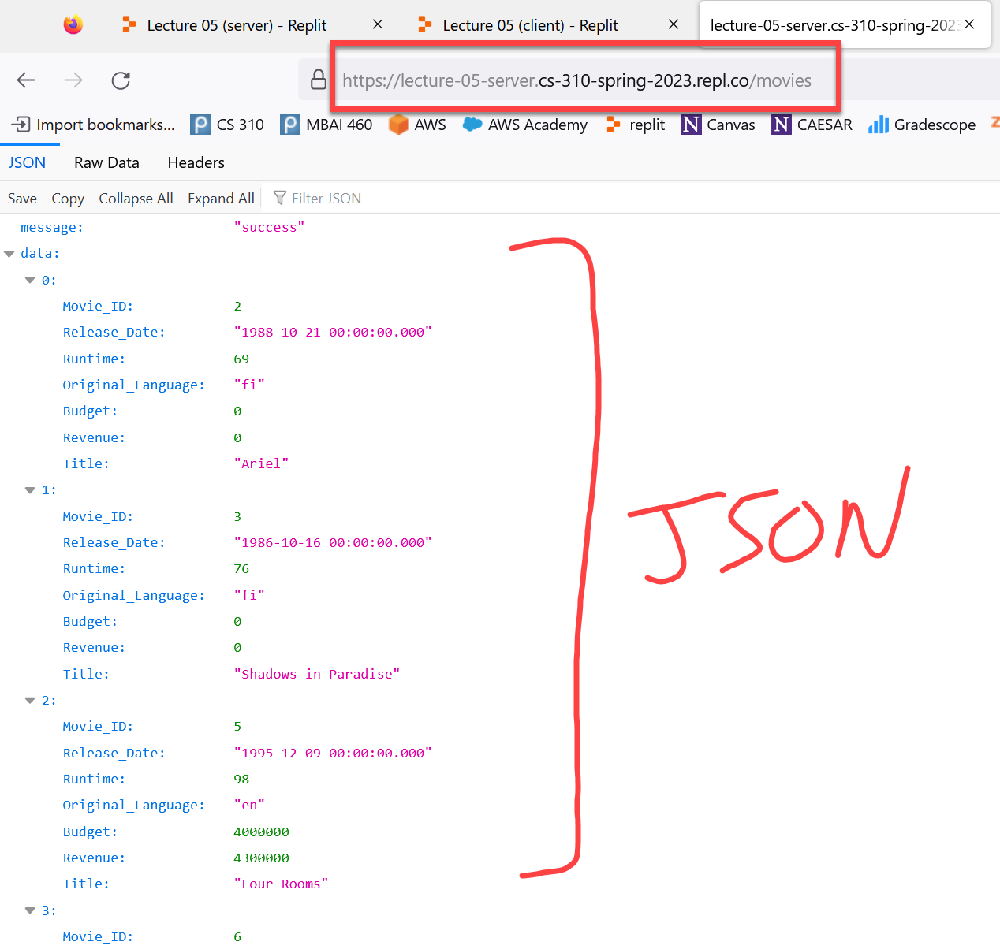 Lecture 05 (server) - Replit
Lecture 05 (client) - Replit
lecture-05-server.cs-310-spring-2023
https://lecture-05-server.cs-310-spring-2023.repl.co/movies
Import bookmarks...
CS 310
MBAI 460
AWS
AWS Academy
replit
N Canvas
N CAESAR
Gradescope
JSON Raw Data Headers
Save Copy Collapse All Expand All Filter JSON
message: "success"
data:
0:
Movie_ID: 2
Release_Date: "1988-10-21 00:00:00.000"
Runtime: 69
Original_Language: "fi"
Budget: 0
Revenue: 0
Title: "Ariel"
1:
JSON
Movie_ID: 3
Release_Date: "1986-10-16 00:00:00.000"
Runtime: 76
Original_Language: "fi"
Budget: 0
Revenue: 0
Title: "Shadows in Paradise"
2:
Movie_ID: 5
Release_Date: "1995-12-09 00:00:00.000"
Runtime: 98
Original_Language: "en"
Budget: 4000000
Revenue: 4300000
Title: "Four Rooms"
3:
Movie_ID: 6